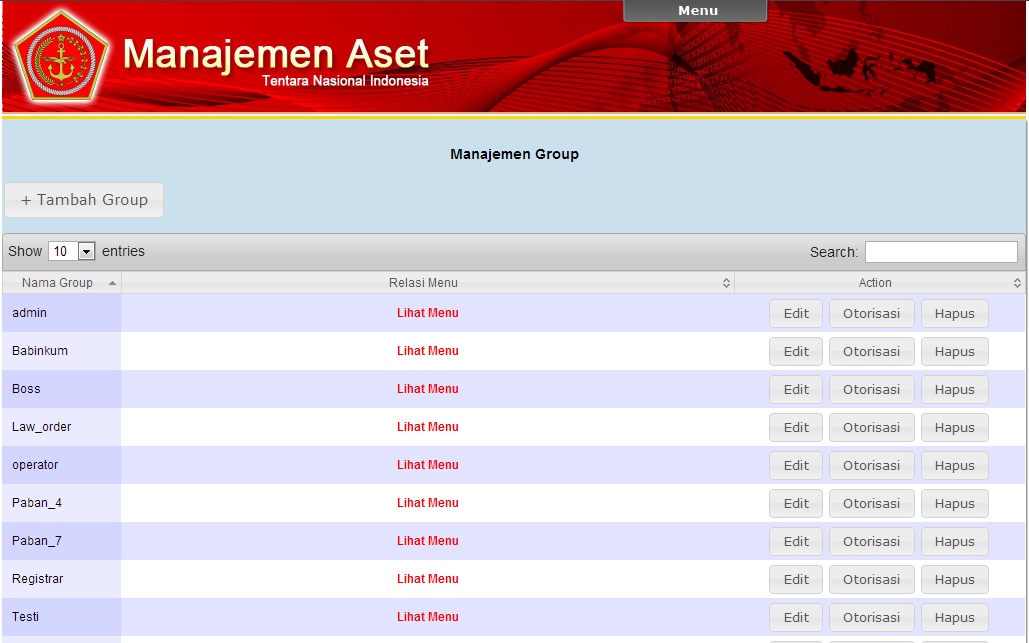 Menu
Manajemen Aset
Tentara Nasional Indonesia
Manajemen Group
+ Tambah Group
Show 10 entries Search:
Nama Group Relasi Menu Action
admin Lihat Menu Edit Otorisasi Hapus
Babinkum Lihat Menu Edit Otorisasi Hapus
Boss Lihat Menu Edit Otorisasi Hapus
Law_order Lihat Menu Edit Otorisasi Hapus
operator Lihat Menu Edit Otorisasi Hapus
Paban_4 Lihat Menu Edit Otorisasi Hapus
Paban_7 Lihat Menu Edit Otorisasi Hapus
Registrar Lihat Menu Edit Otorisasi Hapus
Testi Lihat Menu Edit Otorisasi Hapus